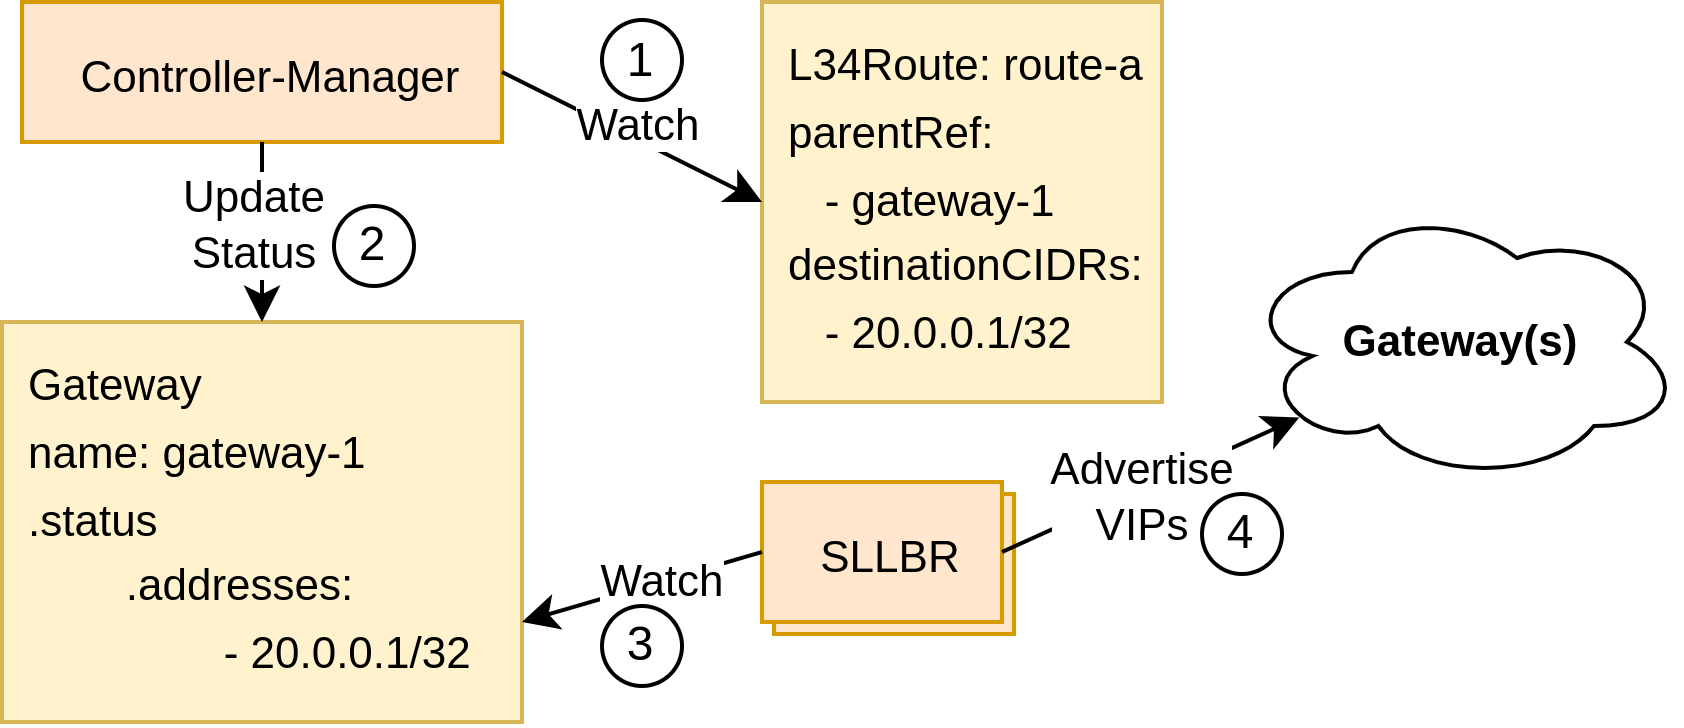 Controller-Manager
1
Watch
L34Route: route-a
parentRef:
- gateway-1
destinationCIDRs:
- 20.0.0.1/32
Update
Status
2
Gateway(s)
Gateway
name: gateway-1
.status
.addresses:
- 20.0.0.1/32
Watch
3
SLLBR
Advertise
VIPs
4